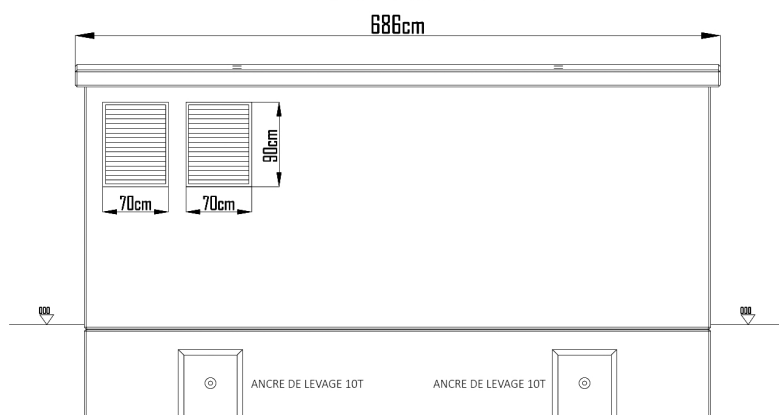 686cm
90cm
70cm 70cm
000 000
ANCRE DE LEVAGE 10T ANCRE DE LEVAGE 10T